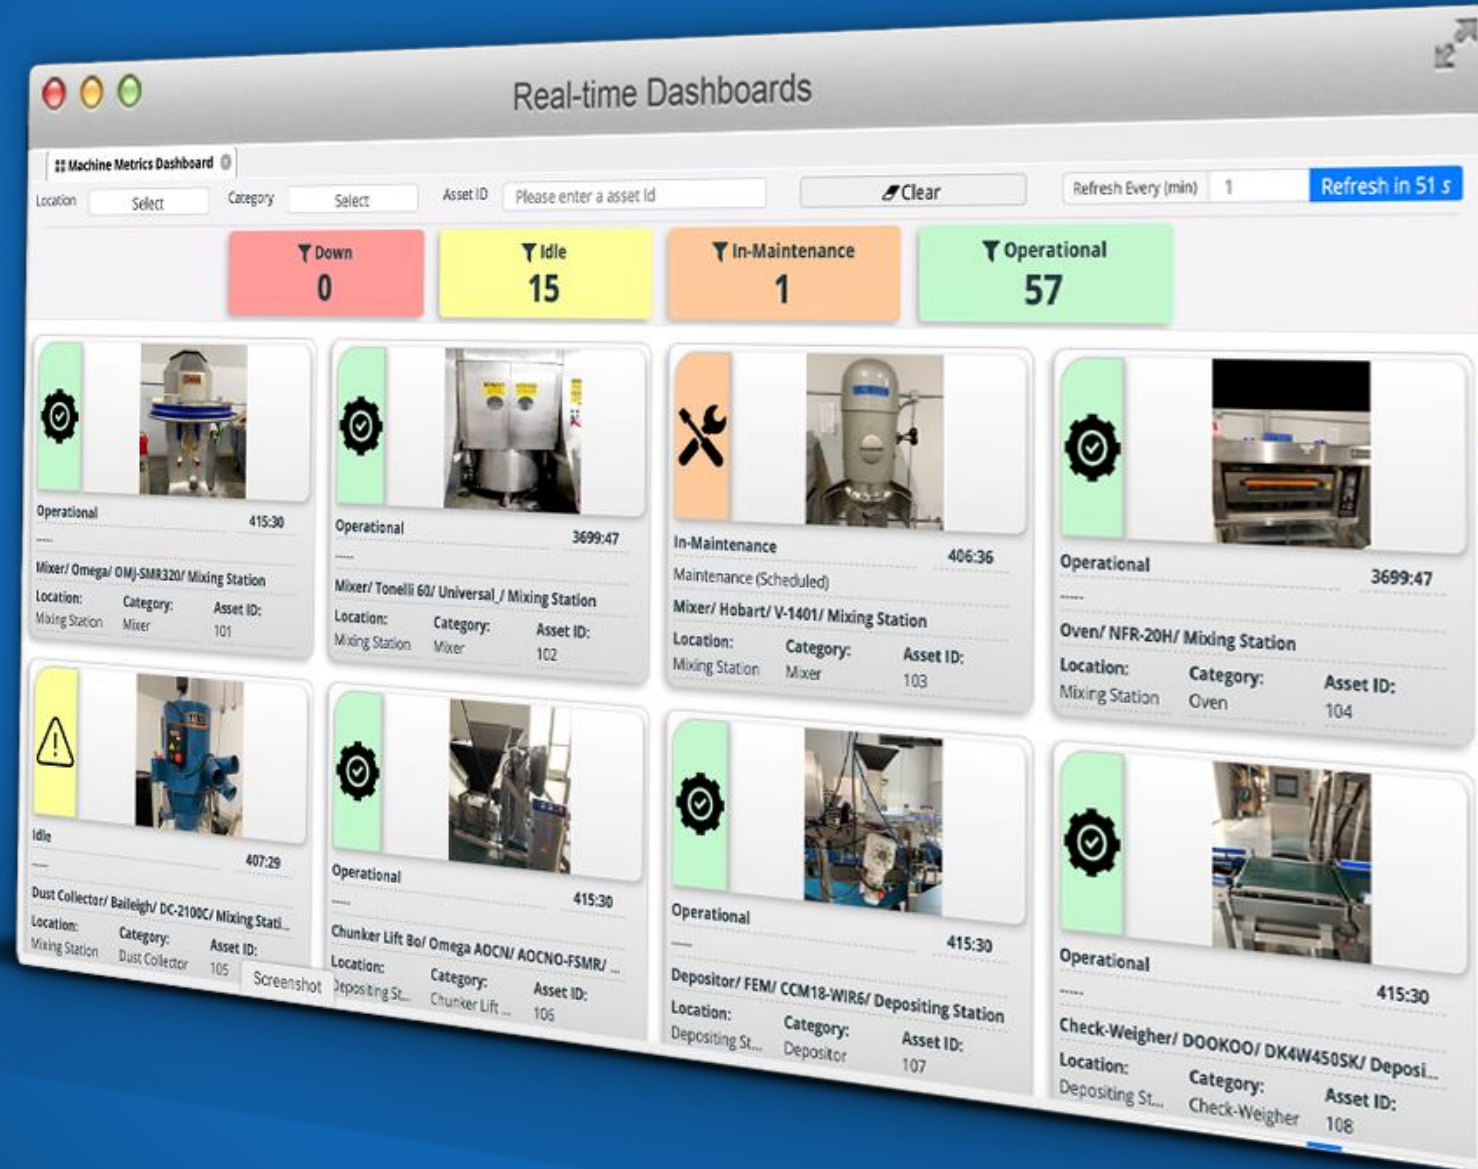 Real-time Dashboards
Machine Metrics Dashboard
Location Select Category Select Asset ID Please enter a asset Id Clear Refresh Every (min) 1 Refresh in 51 s
Down Idle In-Maintenance Operational
0 15 1 57
Operational
415:30
----
Mixer/ Omega/ OMJ-SMR320/ Mixing Station
Location: Category: Asset ID:
Mixing Station Mixer 101
Operational
3699:47
----
Mixer/ Tonelli 60/ Universal_/ Mixing Station
Location: Category: Asset ID:
Mixing Station Mixer 102
In-Maintenance
406:36
Maintenance (Scheduled)
Mixer/ Hobart/ V-1401/ Mixing Station
Location: Category: Asset ID:
Mixing Station Mixer 103
Operational
3699:47
----
Oven/ NFR-20H/ Mixing Station
Location: Category: Asset ID:
Mixing Station Oven 104
Idle
407:29
----
Dust Collector/ Baileigh/ DC-2100C/ Mixing Stati...
Location: Category: Asset ID:
Mixing Station Dust Collector 105
Screenshot
Operational
415:30
----
Chunker Lift Bo/ Omega AOCN/ AOCNO-FSMR/ ...
Location: Category: Asset ID:
Depositing St... Chunker Lift ... 106
Operational
415:30
----
Depositor/ FEM/ CCM18-WIR6/ Depositing Station
Location: Category: Asset ID:
Depositing St... Depositor 107
Operational
415:30
----
Check-Weigher/ DOOKOO/ DK4W450SK/ Deposi...
Location: Category: Asset ID:
Depositing St... Check-Weigher 108